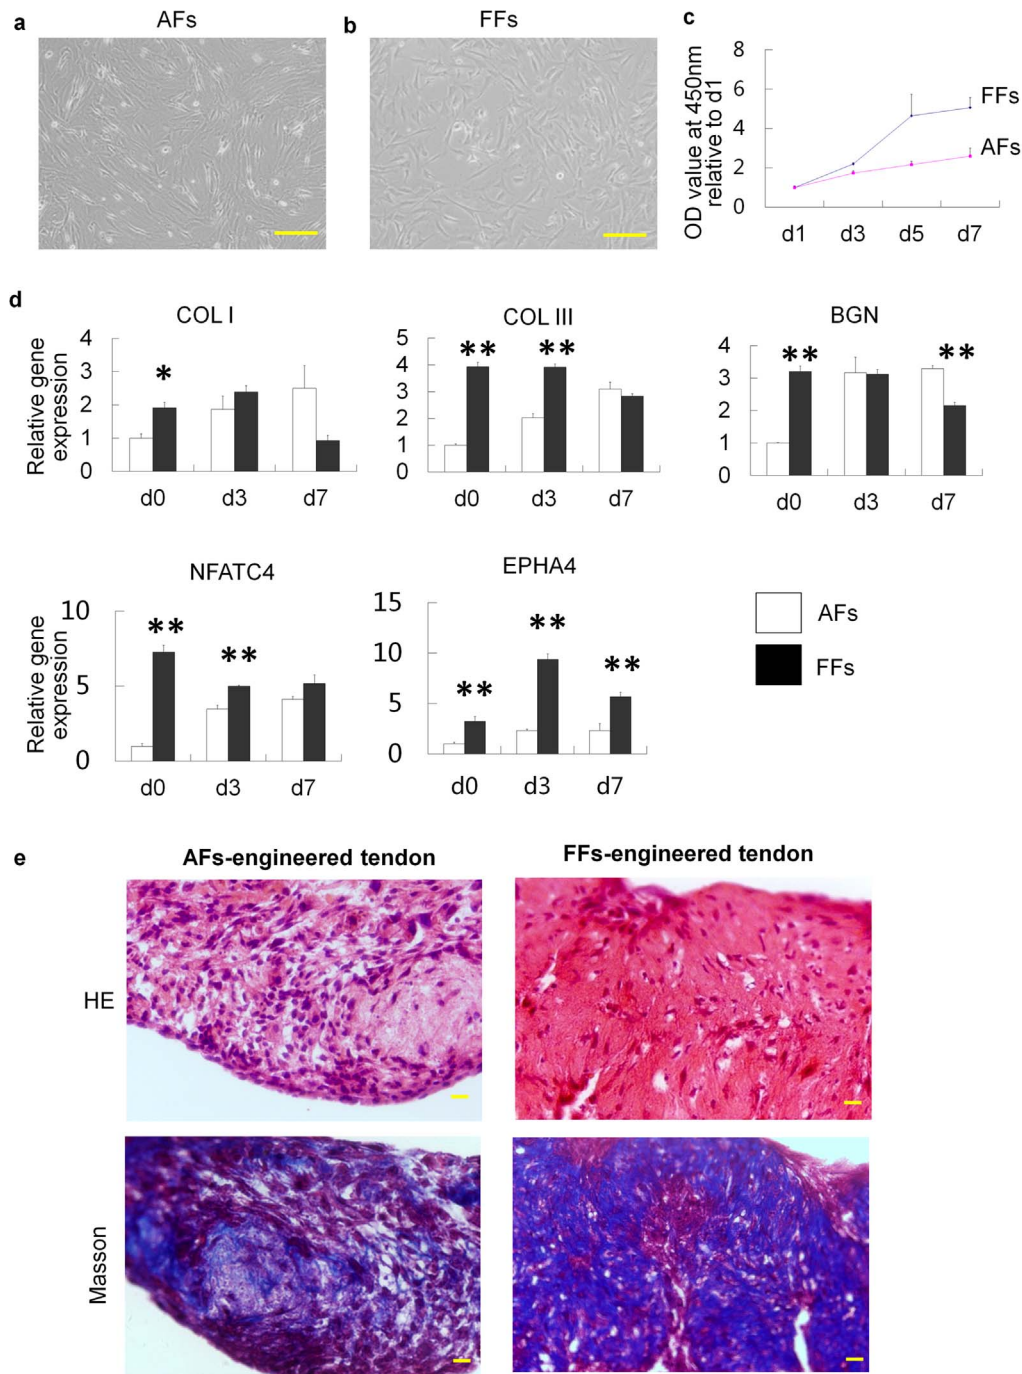 a AFs
b FFs
c
OD value at 450nm
relative to d1
8
6
4
2
0
d1 d3 d5 d7
FFs
AFs
d
COL I
Relative gene
expression
4
3
2
1
0
d0 d3 d7
*
COL III
5
4
3
2
1
0
d0 d3 d7
** **
BGN
4
3
2
1
0
d0 d3 d7
** **
NFATC4
Relative gene
expression
10
5
0
d0 d3 d7
** **
EPHA4
15
10
5
0
d0 d3 d7
** ** **
AFs
FFs
e
AFs-engineered tendon
FFs-engineered tendon
HE
Masson